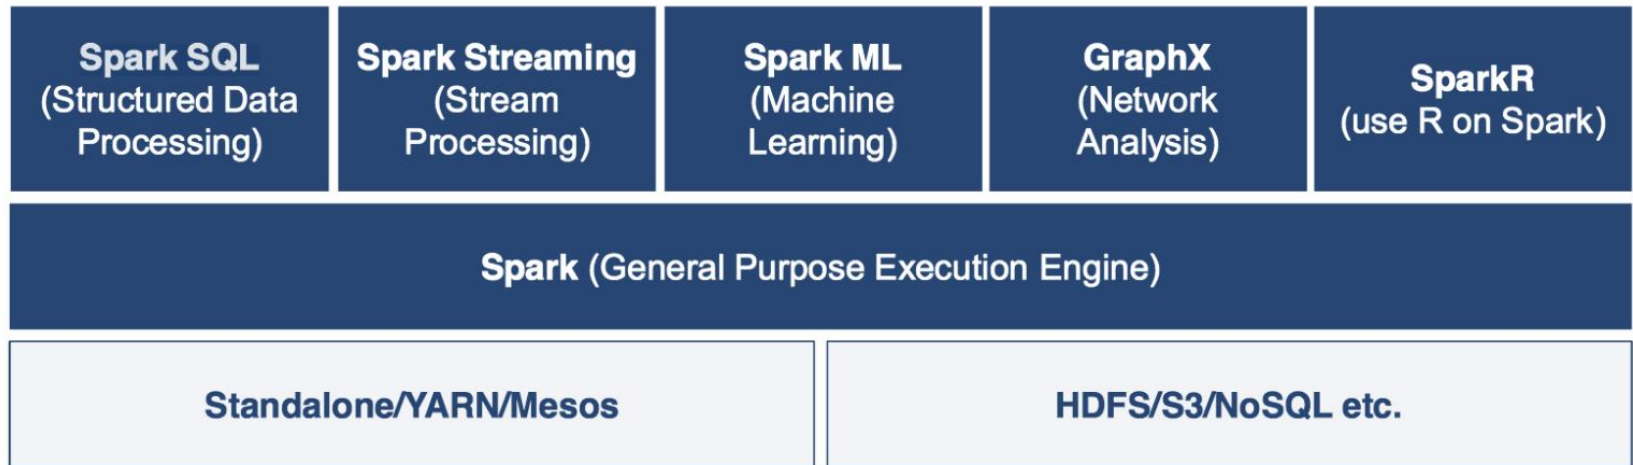 Spark SQL
(Structured Data
Processing)
Spark Streaming
(Stream
Processing)
Spark ML
(Machine
Learning)
GraphX
(Network
Analysis)
SparkR
(use R on Spark)
Spark (General Purpose Execution Engine)
Standalone/YARN/Mesos
HDFS/S3/NoSQL etc.